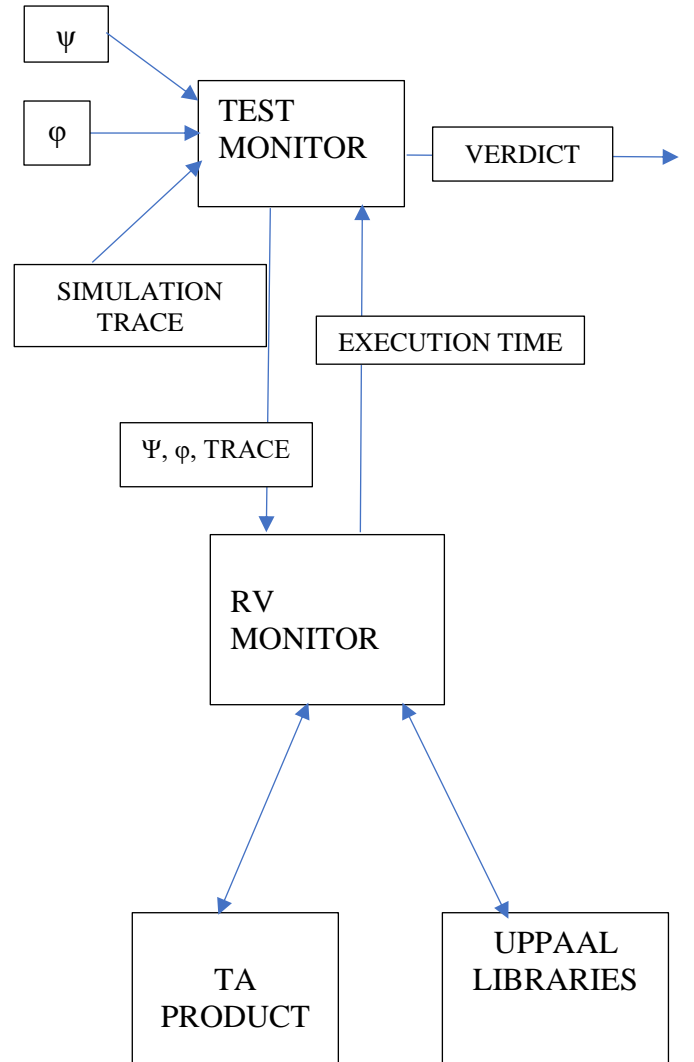 ψ
φ
TEST
MONITOR
VERDICT
SIMULATION
TRACE
EXECUTION TIME
Ψ, φ, TRACE
RV
MONITOR
TA
PRODUCT
UPPAAL
LIBRARIES